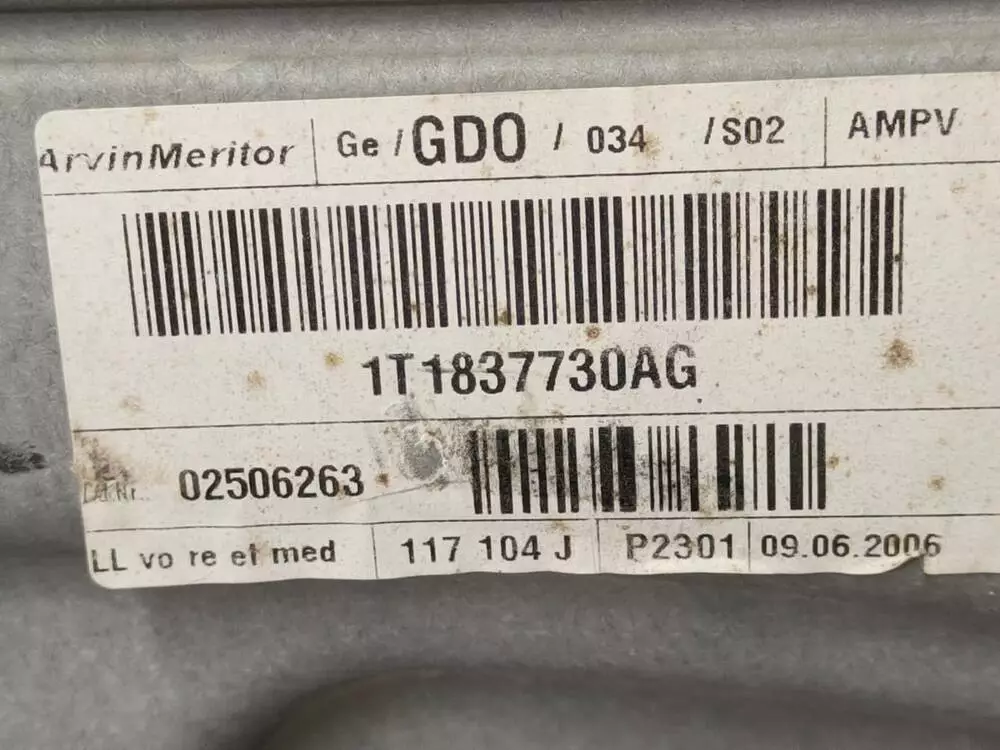 ArvinMeritor Ge / GDO / 034 / S02 AMPV
1T1837730AG
02506263
LL vo re el med 117 104 J P2301 09.06.2006